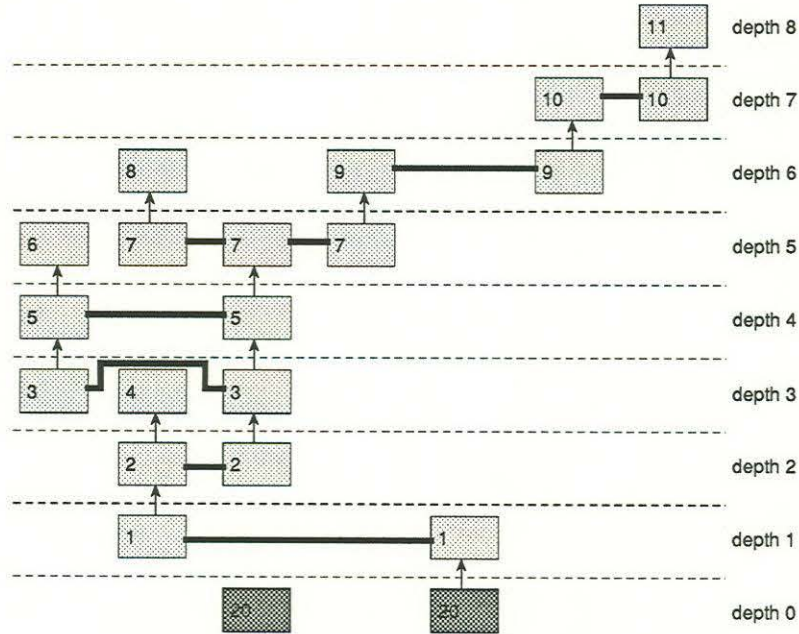 11 depth 8
10 10 depth 7
8 9 9 depth 6
6 7 7 7 depth 5
5 5 depth 4
3 4 3 depth 3
2 2 depth 2
1 1 depth 1
20 20 depth 0